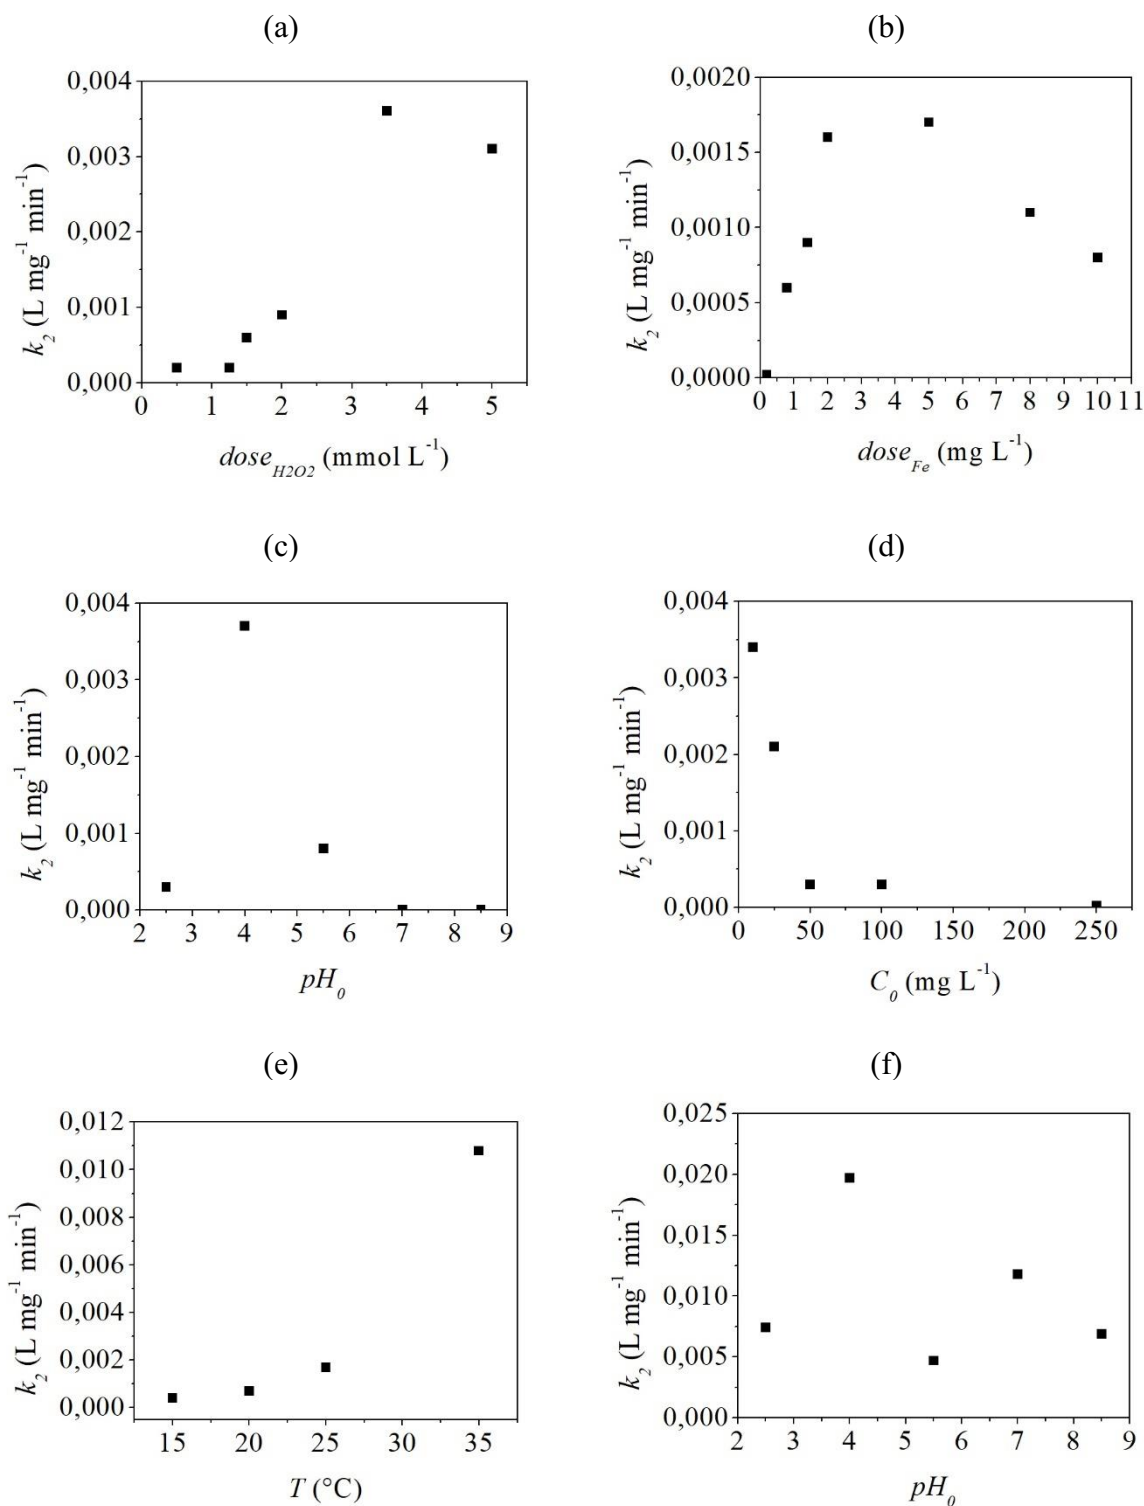 (a)
0,004
0,003
0,002
0,001
0,000
k₂ (L mg⁻¹ min⁻¹)
0 1 2 3 4 5
dose_H2O2 (mmol L⁻¹)
(b)
0,0020
0,0015
0,0010
0,0005
0,0000
k₂ (L mg⁻¹ min⁻¹)
0 1 2 3 4 5 6 7 8 9 10 11
dose_Fe (mg L⁻¹)
(c)
0,004
0,003
0,002
0,001
0,000
k₂ (L mg⁻¹ min⁻¹)
2 3 4 5 6 7 8 9
pH₀
(d)
0,004
0,003
0,002
0,001
0,000
k₂ (L mg⁻¹ min⁻¹)
0 50 100 150 200 250
C₀ (mg L⁻¹)
(e)
0,012
0,010
0,008
0,006
0,004
0,002
0,000
k₂ (L mg⁻¹ min⁻¹)
15 20 25 30 35
T (°C)
(f)
0,025
0,020
0,015
0,010
0,005
0,000
k₂ (L mg⁻¹ min⁻¹)
2 3 4 5 6 7 8 9
pH₀